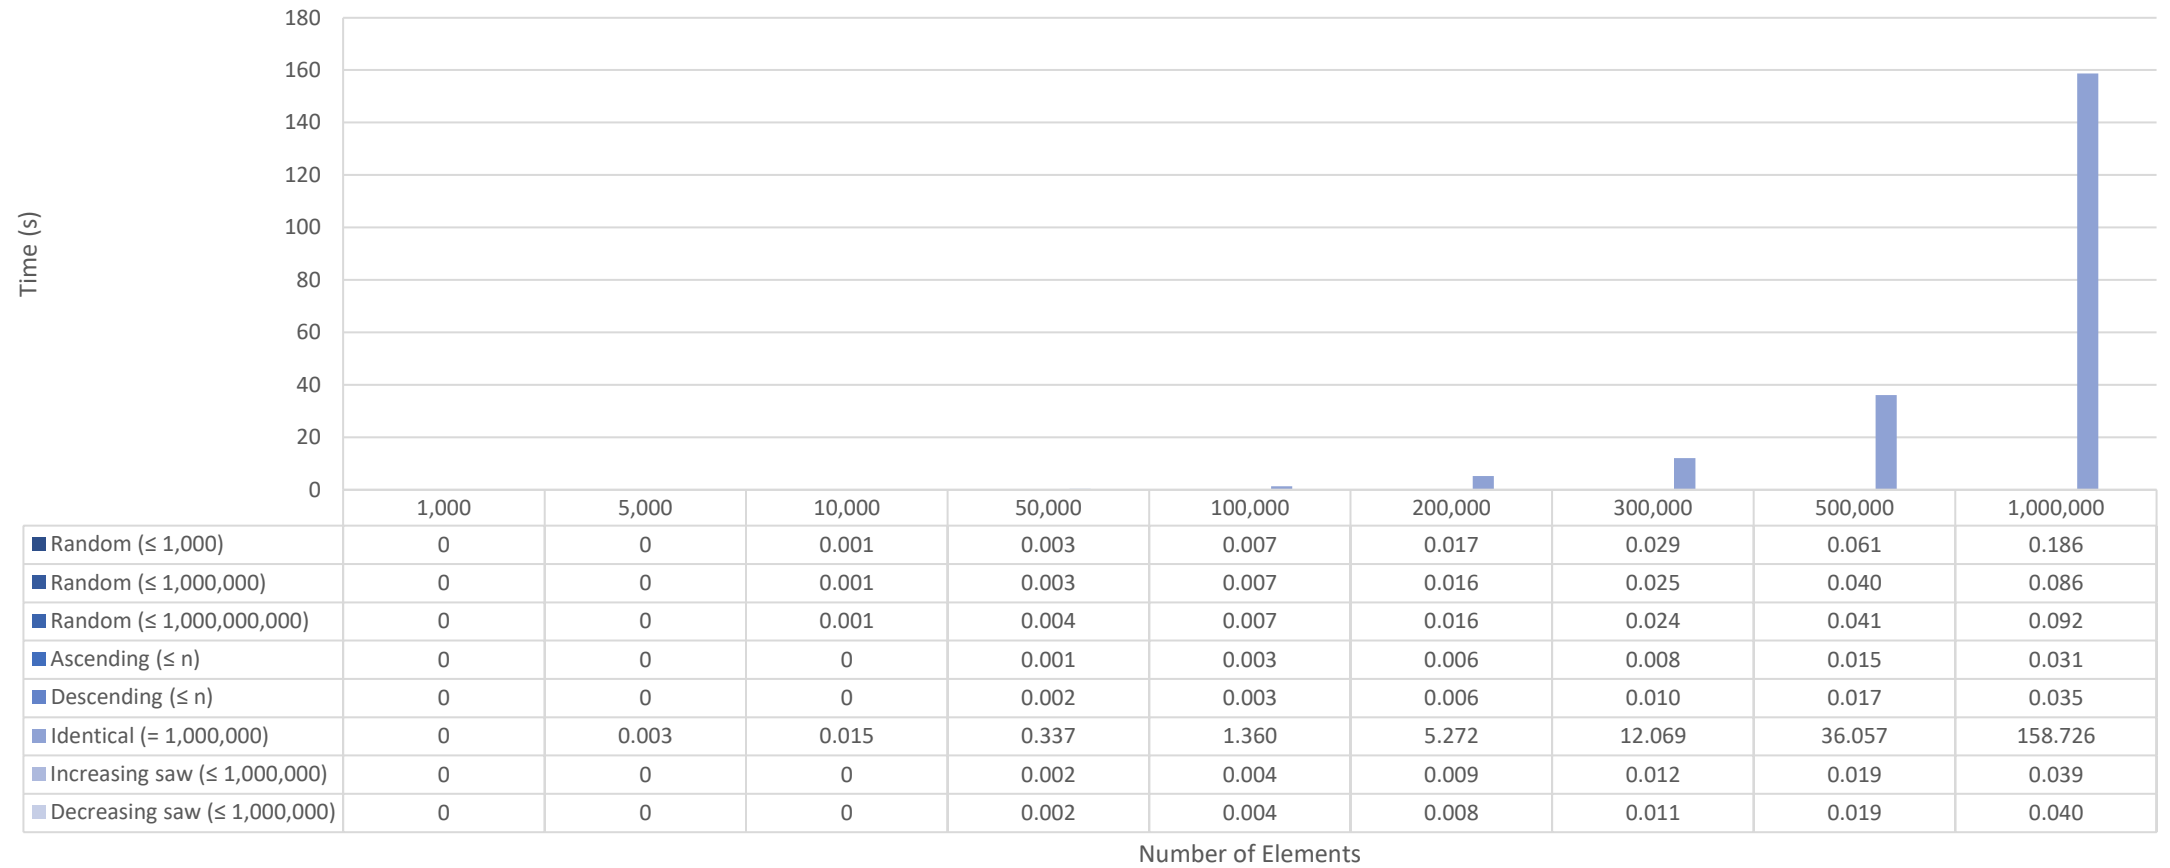 180
160
140
120
100
80
60
40
20
0
Time (s)
1,000 5,000 10,000 50,000 100,000 200,000 300,000 500,000 1,000,000
Random (≤ 1,000) 0 0 0.001 0.003 0.007 0.017 0.029 0.061 0.186
Random (≤ 1,000,000) 0 0 0.001 0.003 0.007 0.016 0.025 0.040 0.086
Random (≤ 1,000,000,000) 0 0 0.001 0.004 0.007 0.016 0.024 0.041 0.092
Ascending (≤ n) 0 0 0 0.001 0.003 0.006 0.008 0.015 0.031
Descending (≤ n) 0 0 0 0.002 0.003 0.006 0.010 0.017 0.035
Identical (= 1,000,000) 0 0.003 0.015 0.337 1.360 5.272 12.069 36.057 158.726
Increasing saw (≤ 1,000,000) 0 0 0 0.002 0.004 0.009 0.012 0.019 0.039
Decreasing saw (≤ 1,000,000) 0 0 0 0.002 0.004 0.008 0.011 0.019 0.040
Number of Elements